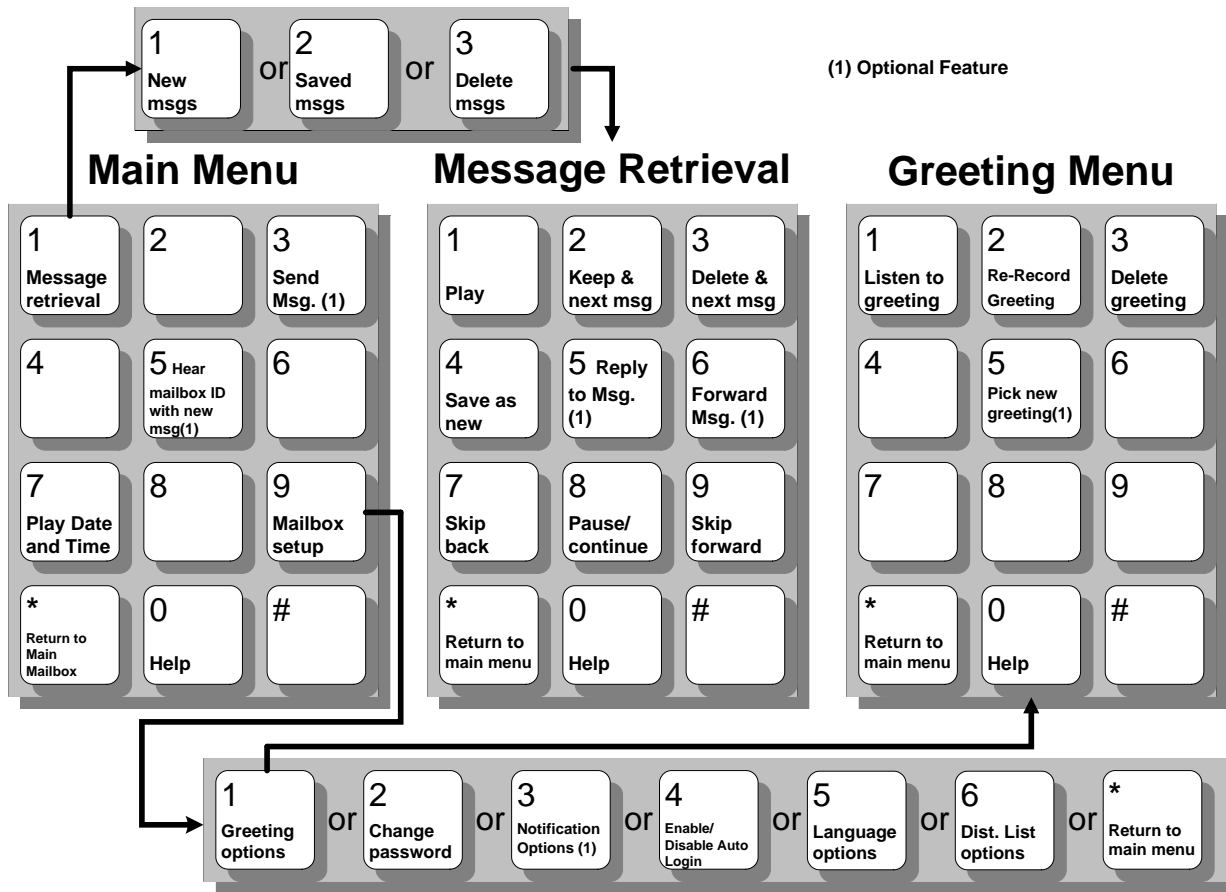 1
New
msgs
or
2
Saved
msgs
or
3
Delete
msgs
(1) Optional Feature
Main Menu
1
Message
retrieval
2
3
Send
Msg. (1)
4
5 Hear
mailbox ID
with new
msg(1)
6
7
Play Date
and Time
8
9
Mailbox
setup
*
Return to
Main
Mailbox
0
Help
#
Message Retrieval
1
Play
2
Keep &
next msg
3
Delete &
next msg
4
Save as
new
5 Reply
to Msg.
(1)
6
Forward
Msg. (1)
7
Skip
back
8
Pause/
continue
9
Skip
forward
*
Return to
main menu
0
Help
#
Greeting Menu
1
Listen to
greeting
2
Re-Record
Greeting
3
Delete
greeting
4
5
Pick new
greeting(1)
6
7
8
9
*
Return to
main menu
0
Help
#
1
Greeting
options
or
2
Change
password
or
3
Notification
Options (1)
or
4
Enable/
Disable Auto
Login
or
5
Language
options
or
6
Dist. List
options
or
*
Return to
main menu